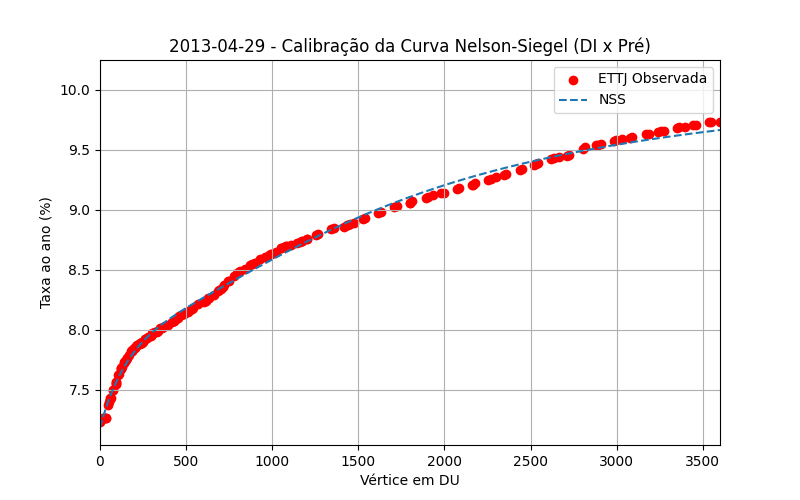 2013-04-29 - Calibração da Curva Nelson-Siegel (DI x Pré)
ETTJ Observada
NSS
Taxa ao ano (%)
10.0
9.5
9.0
8.5
8.0
7.5
0 500 1000 1500 2000 2500 3000 3500
Vértice em DU